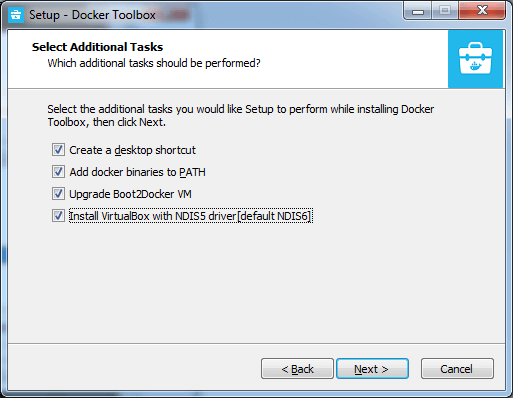 Setup - Docker Toolbox
Select Additional Tasks
Which additional tasks should be performed?
Select the additional tasks you would like Setup to perform while installing Docker
Toolbox, then click Next.
Create a desktop shortcut
Add docker binaries to PATH
Upgrade Boot2Docker VM
Install VirtualBox with NDIS5 driver[default NDIS6]
< Back
Next >
Cancel